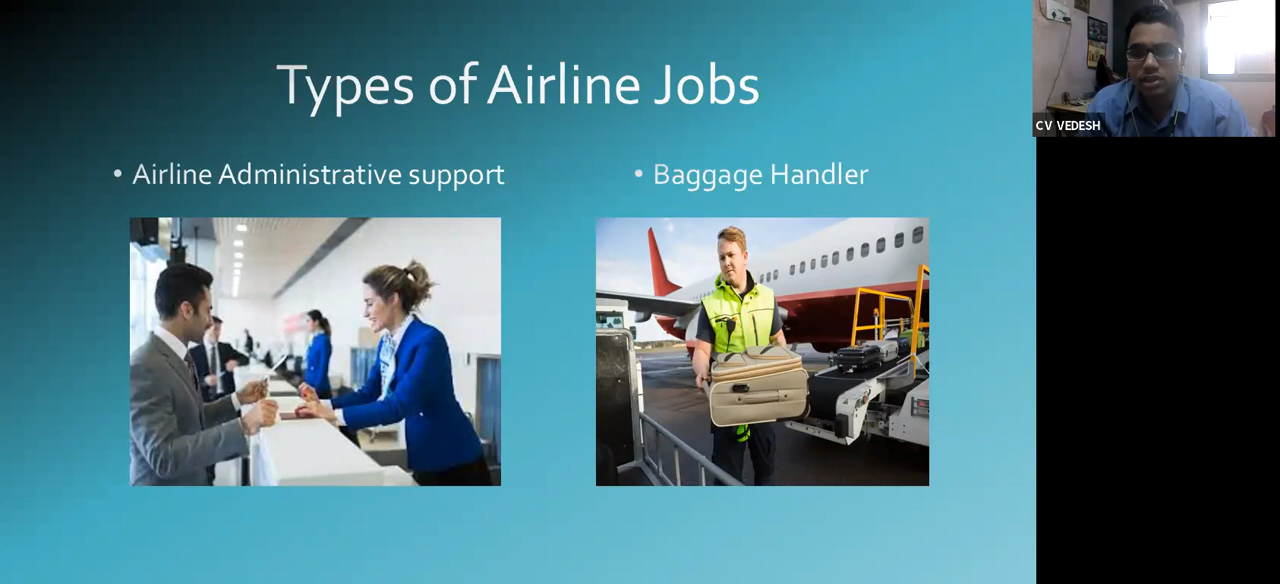 Types of Airline Jobs
• Airline Administrative support
• Baggage Handler
CV VEDESH